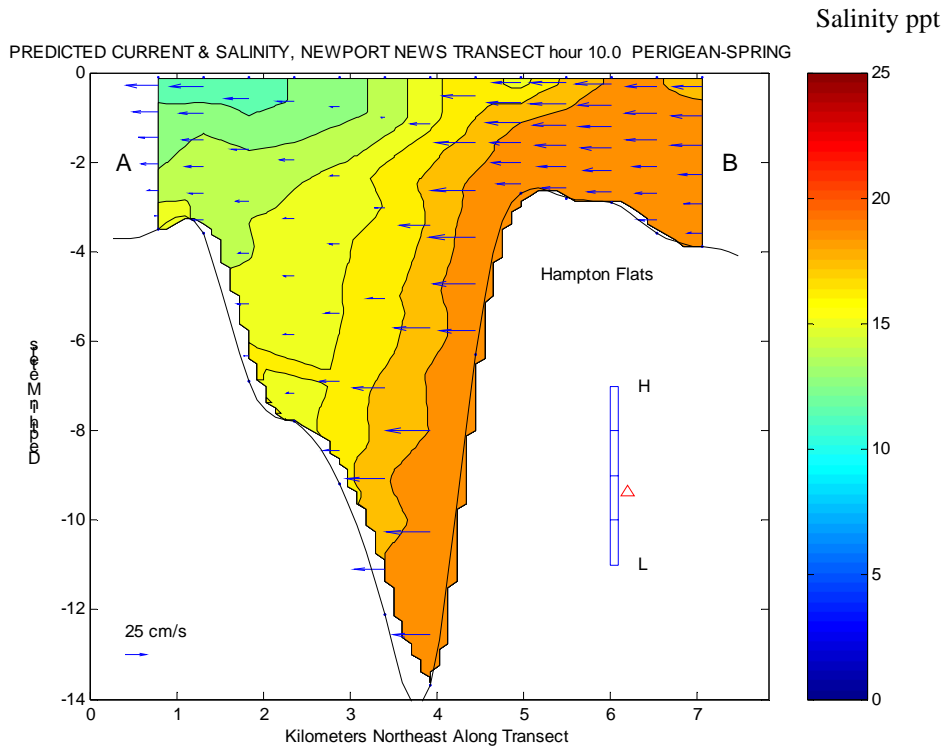 Salinity ppt
PREDICTED CURRENT & SALINITY, NEWPORT NEWS TRANSECT hour 10.0 PERIGEAN-SPRING
0
-2
-4
-6
-8
-10
-12
-14
A
B
Hampton Flats
H
L
25 cm/s
0 1 2 3 4 5 6 7
Kilometers Northeast Along Transect
25
20
15
10
5
0